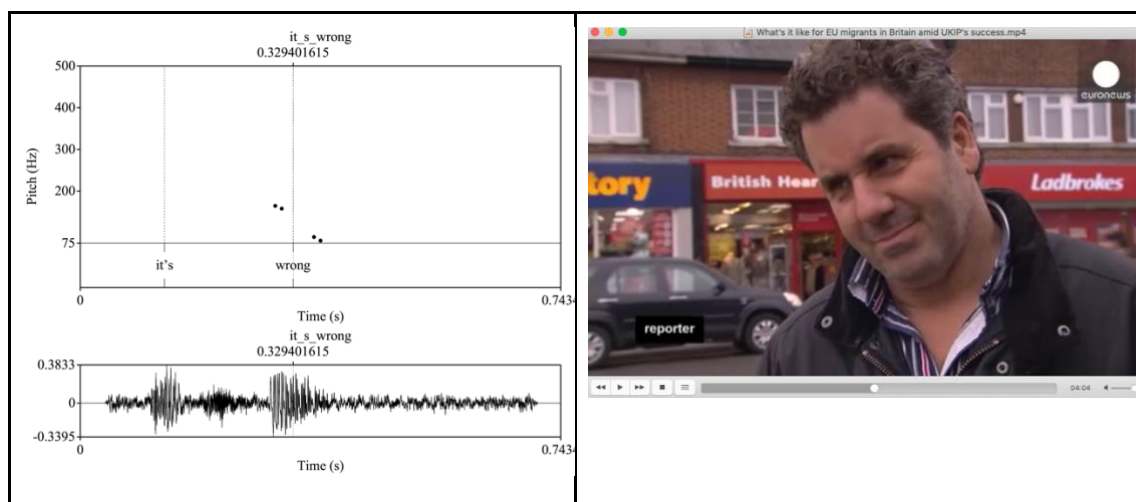 it_s_wrong
0.329401615
500
400
300
200
75
Pitch (Hz)
it's
wrong
0
0.7434
Time (s)
it_s_wrong
0.329401615
0.3833
0
-0.3395
0
0.7434
Time (s)
What's it like for EU migrants in Britain amid UKIP's success.mp4
euronews
tory
British Hear
Ladbrokes
reporter
04:04